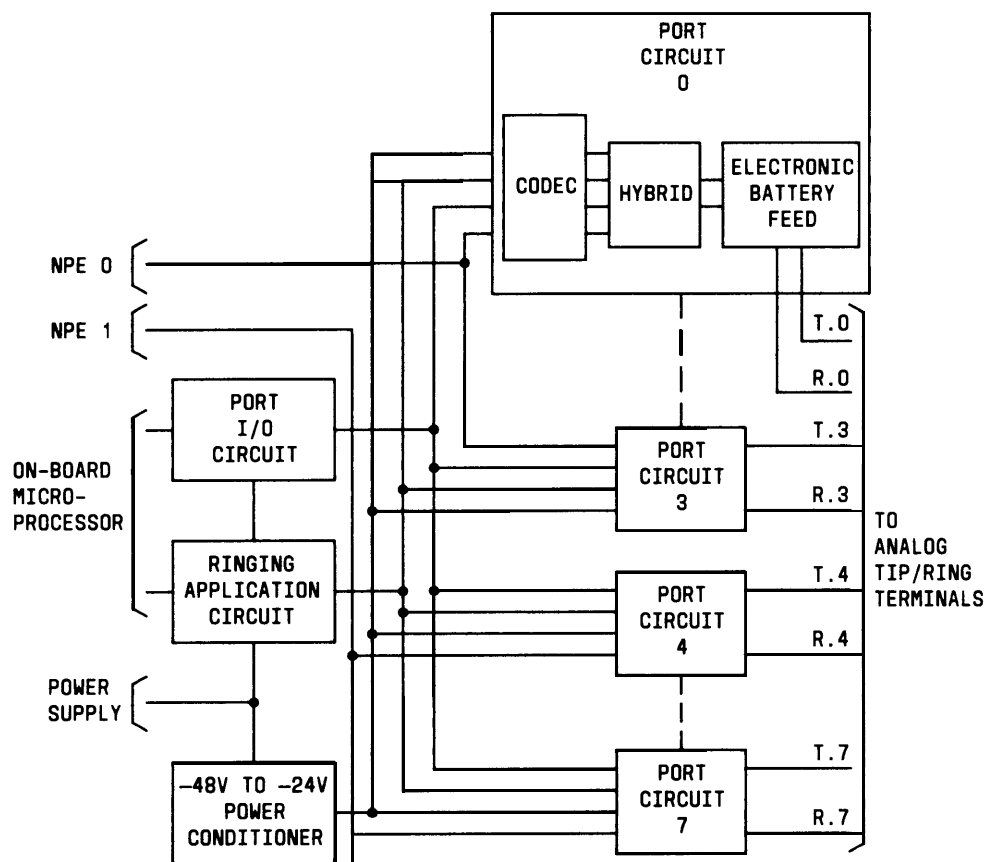 PORT
CIRCUIT
0
CODEC
HYBRID
ELECTRONIC
BATTERY
FEED
NPE 0
NPE 1
T.0
R.0
PORT
I/O
CIRCUIT
ON-BOARD
MICRO-
PROCESSOR
RINGING
APPLICATION
CIRCUIT
PORT
CIRCUIT
3
T.3
R.3
TO
ANALOG
TIP/RING
TERMINALS
PORT
CIRCUIT
4
T.4
R.4
POWER
SUPPLY
-48V TO -24V
POWER
CONDITIONER
PORT
CIRCUIT
7
T.7
R.7